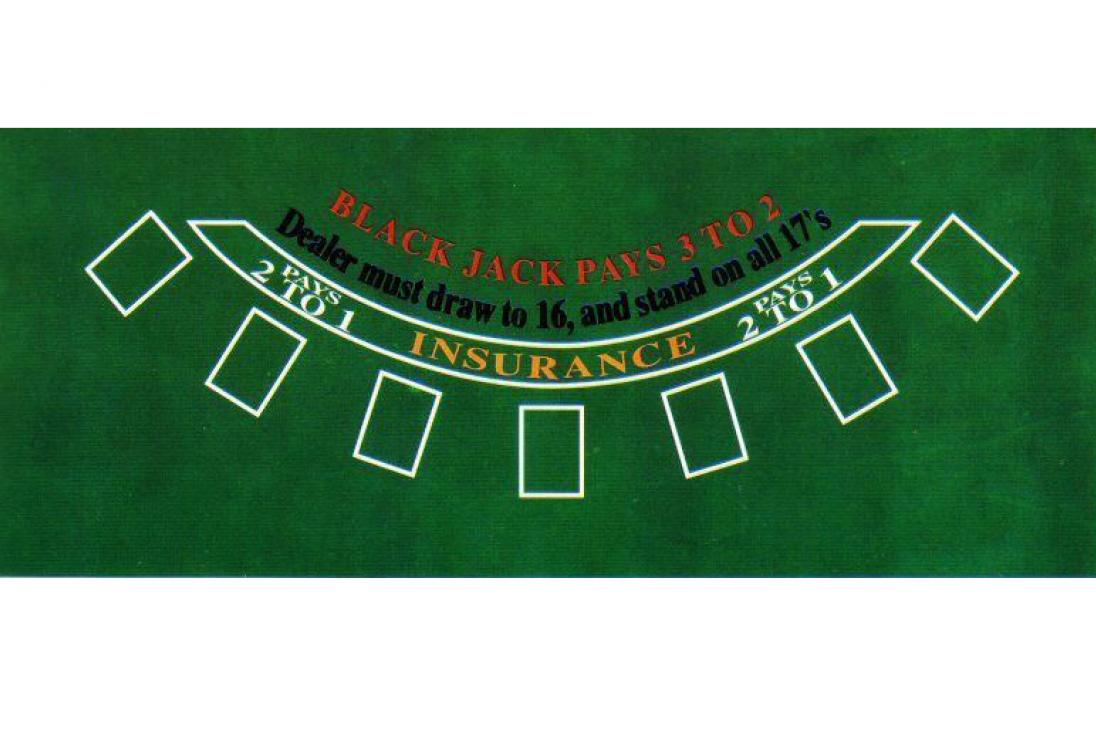 BLACK JACK PAYS 3 TO 2
Dealer must draw to 16, and stand on all 17's
PAYS
2 TO 1
INSURANCE
PAYS
2 TO 1